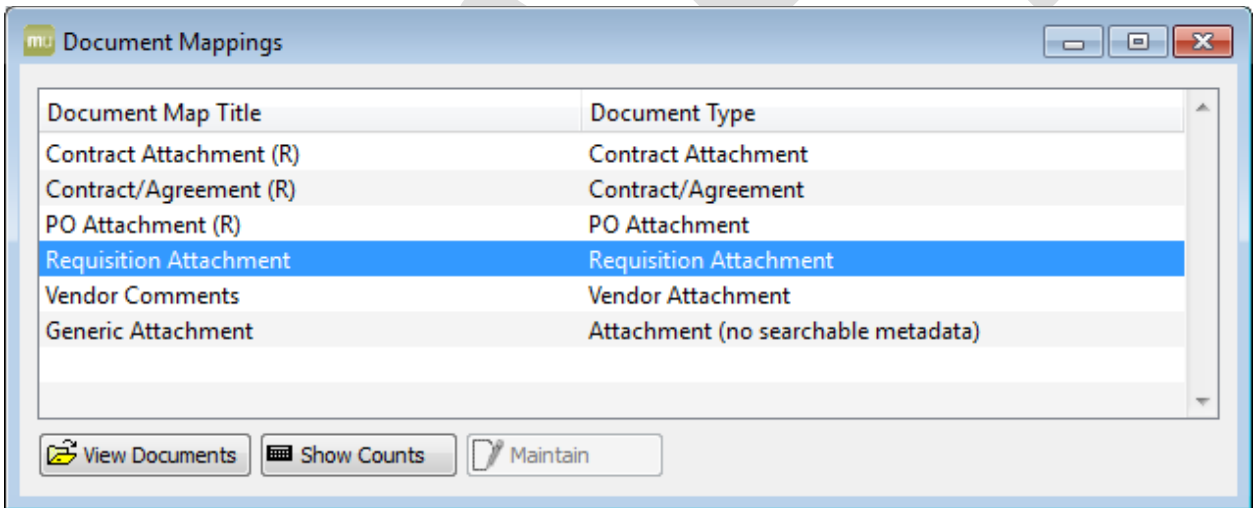 mu Document Mappings
Document Map Title Document Type
Contract Attachment (R) Contract Attachment
Contract/Agreement (R) Contract/Agreement
PO Attachment (R) PO Attachment
Requisition Attachment Requisition Attachment
Vendor Comments Vendor Attachment
Generic Attachment Attachment (no searchable metadata)
View Documents Show Counts Maintain